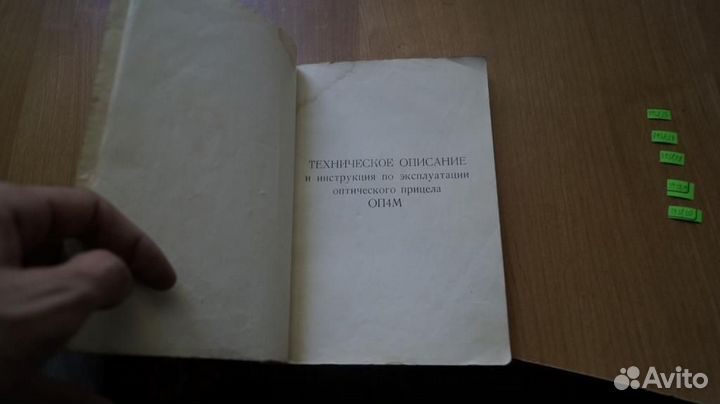 ТЕХНИЧЕСКОЕ ОПИСАНИЕ
и инструкция по эксплуатации
оптического прицела
ОП4М
Avito